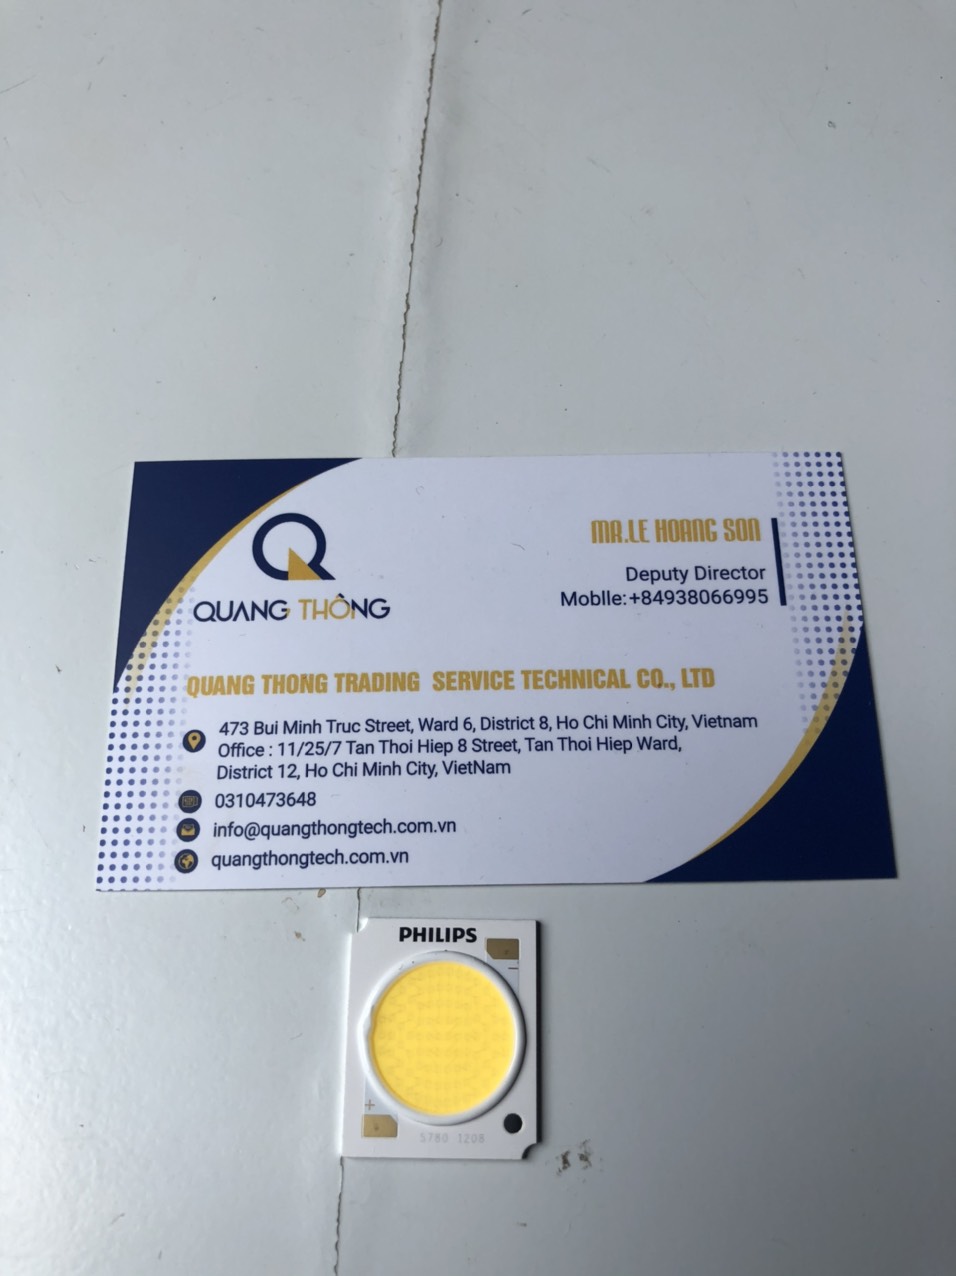 QUANG THÔNG
MR.LE HOANG SON
Deputy Director
Moblle:+84938066995
QUANG THONG TRADING SERVICE TECHNICAL CO., LTD
473 Bui Minh Truc Street, Ward 6, District 8, Ho Chi Minh City, Vietnam
Office : 11/25/7 Tan Thoi Hiep 8 Street, Tan Thoi Hiep Ward,
District 12, Ho Chi Minh City, VietNam
0310473648
info@quangthongtech.com.vn
quangthongtech.com.vn
PHILIPS
−
+
5780 1208